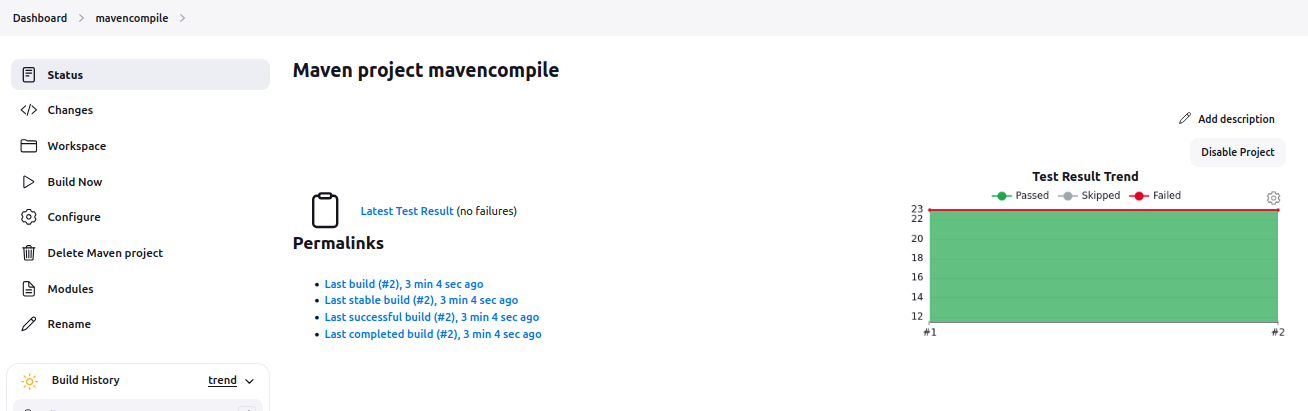 Dashboard > mavencompile >
Status
Changes
Workspace
Build Now
Configure
Delete Maven project
Modules
Rename
Build History trend
Maven project mavencompile
Add description
Disable Project
Latest Test Result (no failures)
Permalinks
Last build (#2), 3 min 4 sec ago
Last stable build (#2), 3 min 4 sec ago
Last successful build (#2), 3 min 4 sec ago
Last completed build (#2), 3 min 4 sec ago
Test Result Trend
Passed Skipped Failed
23
22
20
18
16
14
12
#1 #2